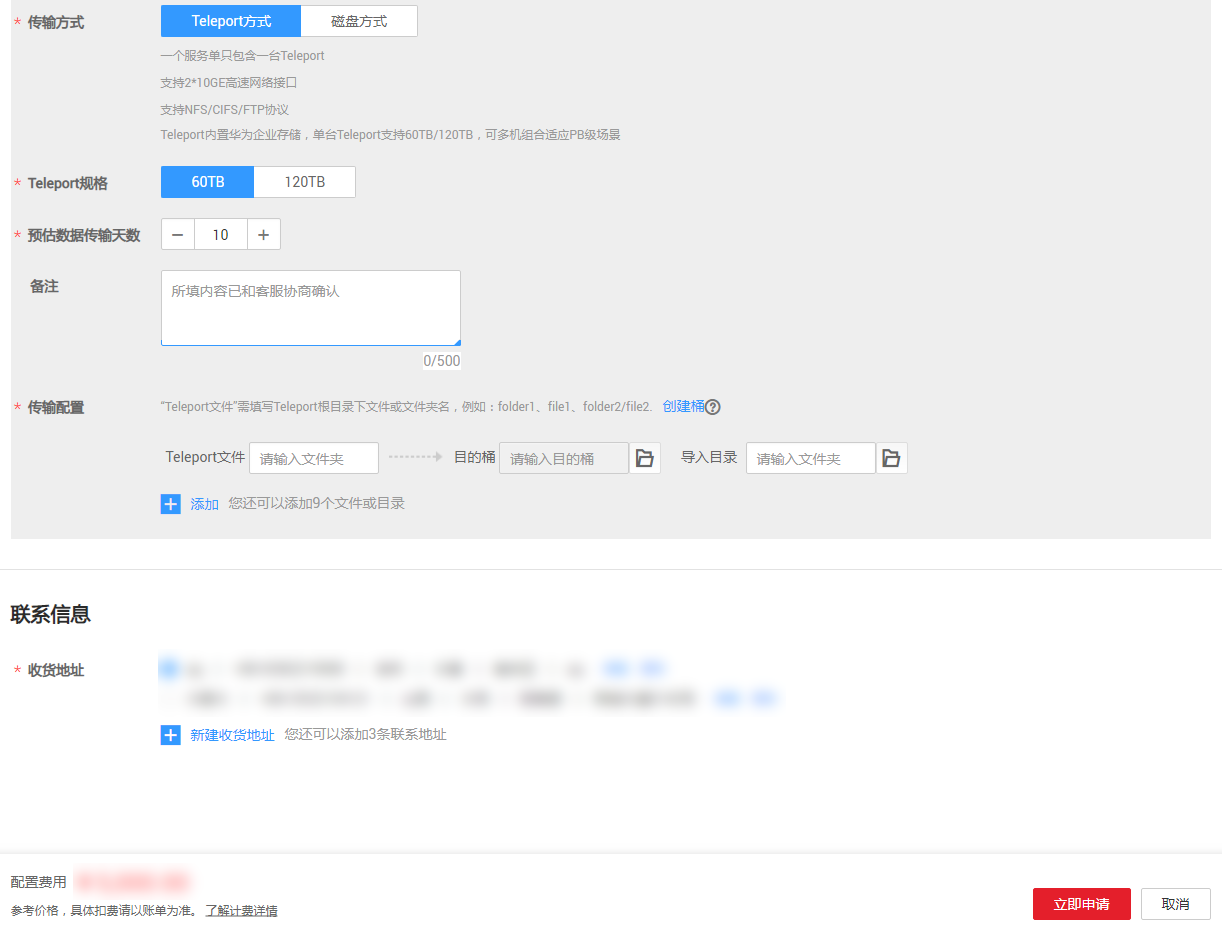 * 传输方式 Teleport方式 磁盘方式
一个服务单只包含一台Teleport
支持2*10GE高速网络接口
支持NFS/CIFS/FTP协议
Teleport内置华为企业存储，单台Teleport支持60TB/120TB，可多机组合适应PB级场景
* Teleport规格 60TB 120TB
* 预估数据传输天数 − 10 +
备注 所填内容已和客服协商确认
0/500
* 传输配置 “Teleport文件”需填写Teleport根目录下文件或文件夹名，例如：folder1、file1、folder2/file2. 创建桶?
Teleport文件 请输入文件夹 目的桶 请输入目的桶 导入目录 请输入文件夹
+ 添加 您还可以添加9个文件或目录
联系信息
* 收货地址
+ 新建收货地址 您还可以添加3条联系地址
配置费用
参考价格，具体扣费请以账单为准。 了解计费详情
立即申请 取消